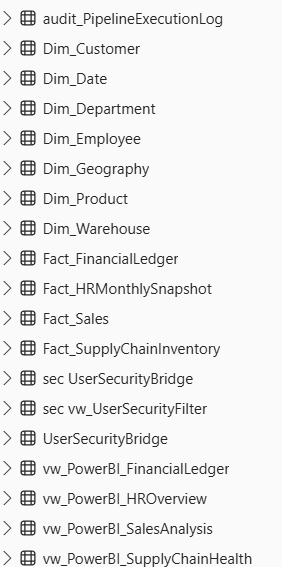 audit_PipelineExecutionLog
Dim_Customer
Dim_Date
Dim_Department
Dim_Employee
Dim_Geography
Dim_Product
Dim_Warehouse
Fact_FinancialLedger
Fact_HRMonthlySnapshot
Fact_Sales
Fact_SupplyChainInventory
sec UserSecurityBridge
sec vw_UserSecurityFilter
UserSecurityBridge
vw_PowerBI_FinancialLedger
vw_PowerBI_HROverview
vw_PowerBI_SalesAnalysis
vw_PowerBI_SupplyChainHealth